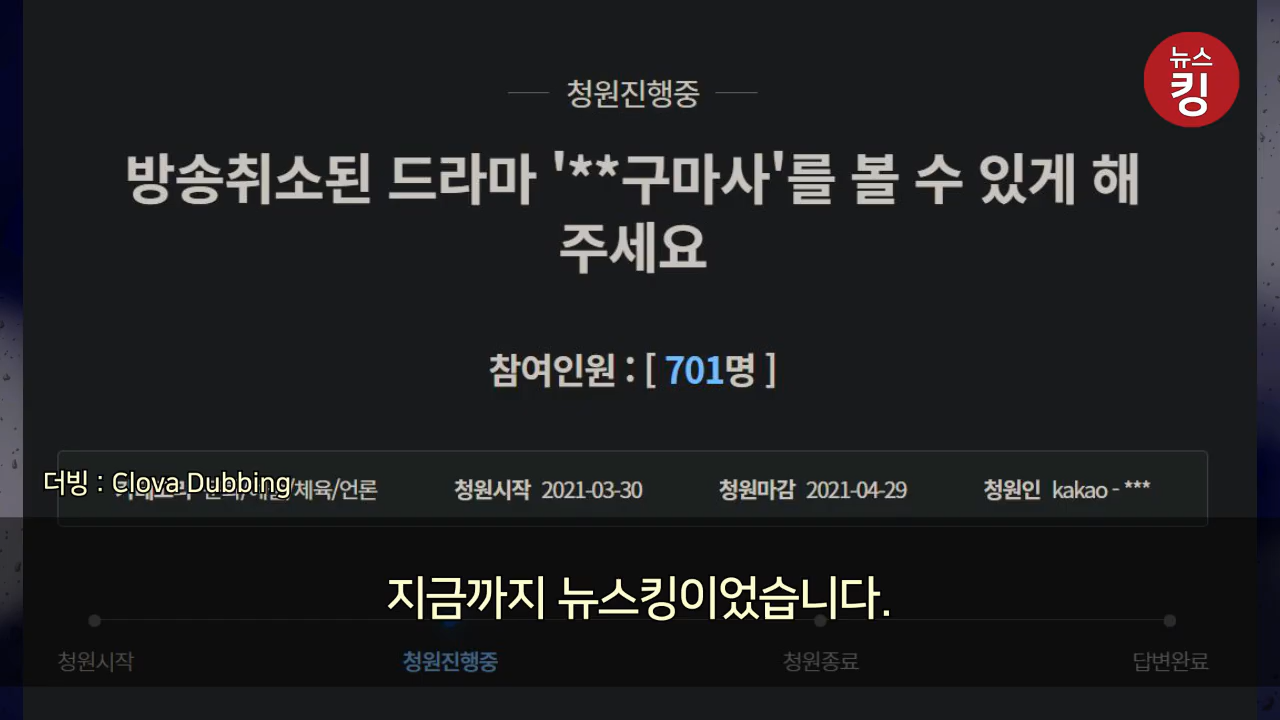 뉴스
킹
청원진행중
방송취소된 드라마 '**구마사'를 볼 수 있게 해
주세요
참여인원 : [ 701명 ]
더빙 : Clova Dubbing
/체육/언론
청원시작 2021-03-30
청원마감 2021-04-29
청원인 kakao - ***
지금까지 뉴스킹이었습니다.
청원시작
청원진행중
청원종료
답변완료